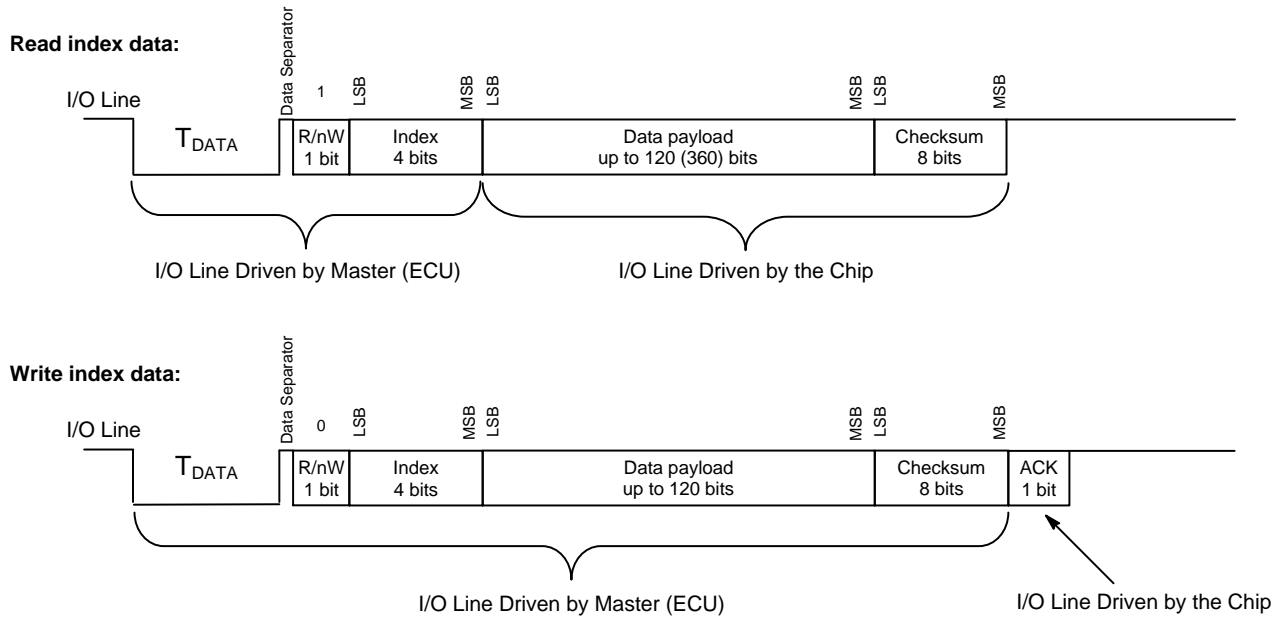 Read index data:
Data Separator
1
LSB
MSB
LSB
MSB
LSB
MSB
I/O Line
TDATA
R/nW
1 bit
Index
4 bits
Data payload
up to 120 (360) bits
Checksum
8 bits
I/O Line Driven by Master (ECU)
I/O Line Driven by the Chip
Write index data:
Data Separator
0
LSB
MSB
LSB
MSB
LSB
MSB
I/O Line
TDATA
R/nW
1 bit
Index
4 bits
Data payload
up to 120 bits
Checksum
8 bits
ACK
1 bit
I/O Line Driven by Master (ECU)
I/O Line Driven by the Chip